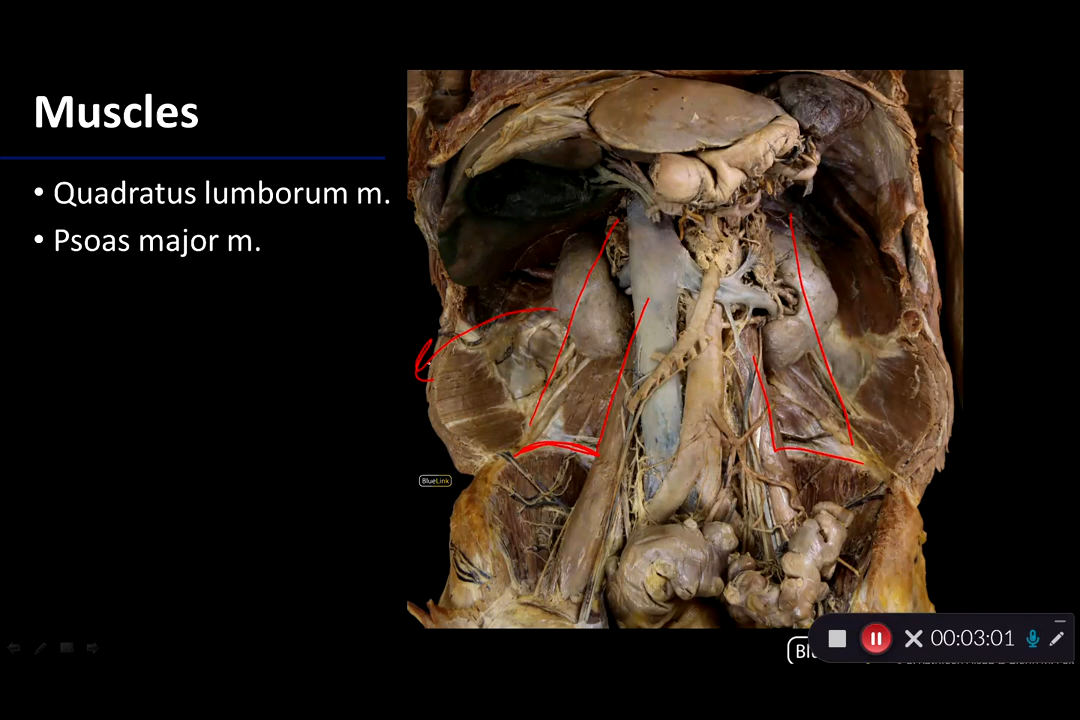 Muscles
• Quadratus lumborum m.
• Psoas major m.
BlueLink
00:03:01